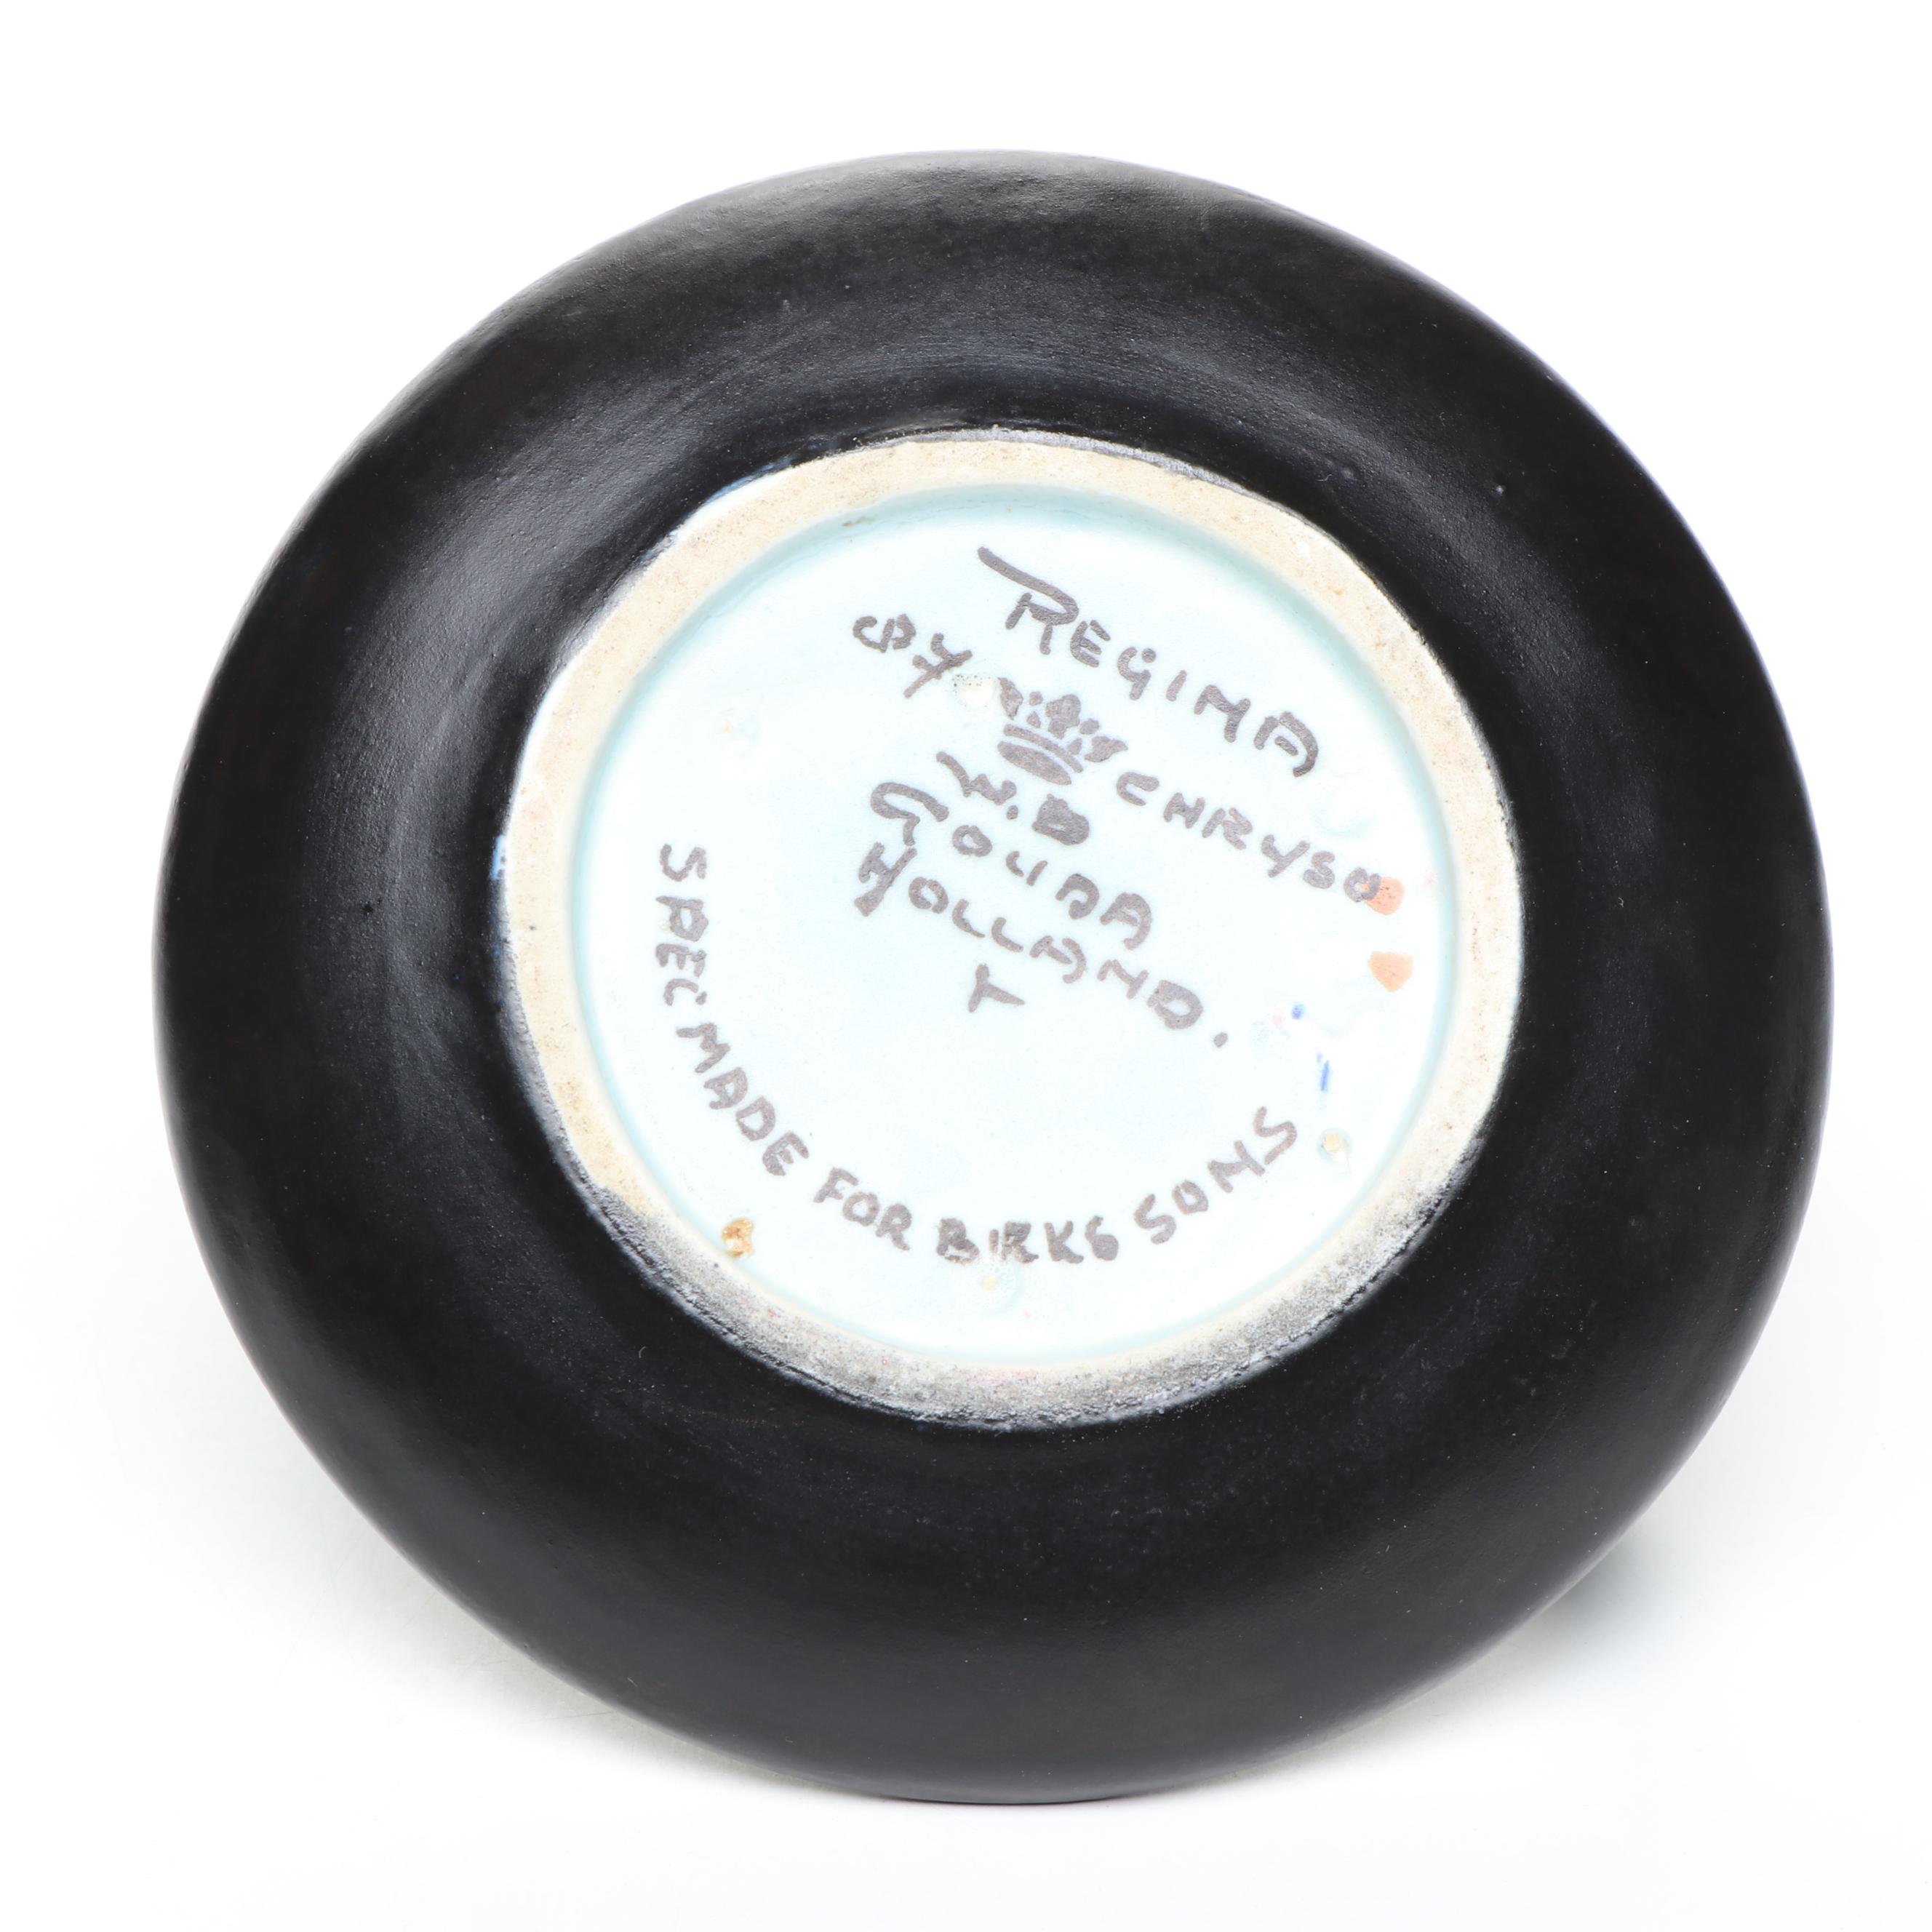 REGINA
87 CHRYSO
W.B
GOUDA
HOLLAND.
T
SPEC' MADE FOR BIRKS SONS